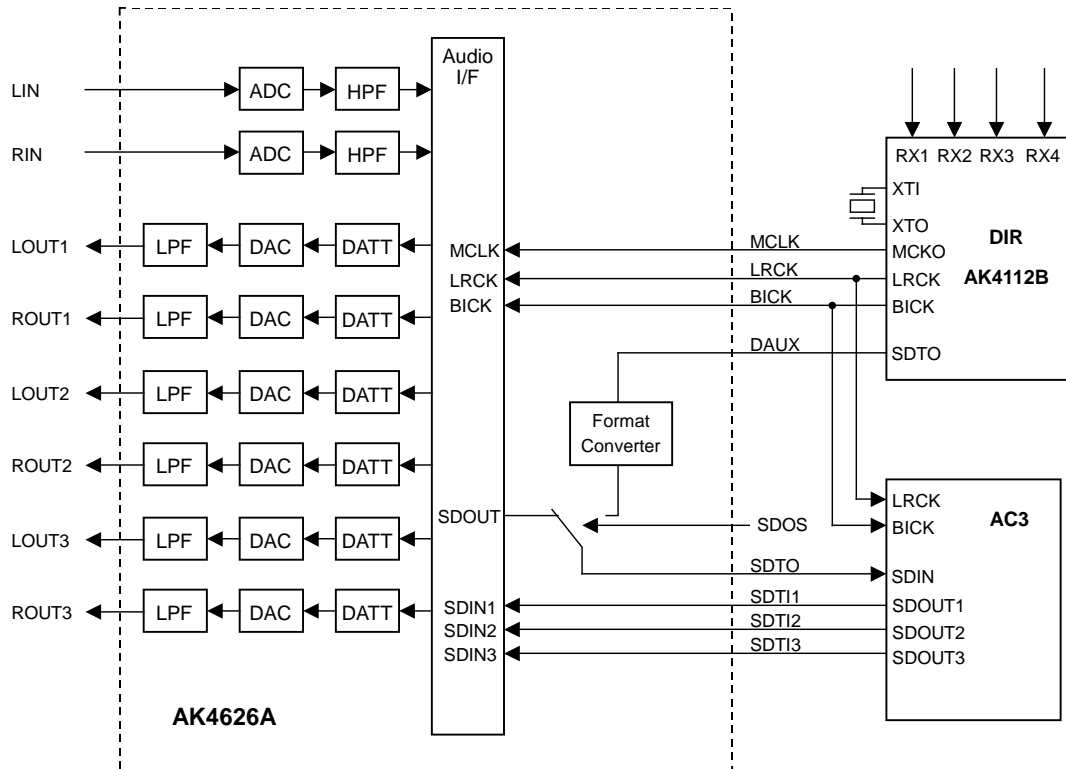 Audio
I/F
LIN
ADC
HPF
RIN
ADC
HPF
RX1 RX2 RX3 RX4
XTI
XTO
DIR
AK4112B
LOUT1
LPF
DAC
DATT
MCLK
MCLK
MCKO
LRCK
LRCK
LRCK
BICK
BICK
BICK
ROUT1
LPF
DAC
DATT
DAUX
SDTO
LOUT2
LPF
DAC
DATT
Format
Converter
ROUT2
LPF
DAC
DATT
LRCK
AC3
SDOUT
SDOS
BICK
LOUT3
LPF
DAC
DATT
SDTO
SDIN
ROUT3
LPF
DAC
DATT
SDIN1
SDTI1
SDOUT1
SDIN2
SDTI2
SDOUT2
SDIN3
SDTI3
SDOUT3
AK4626A